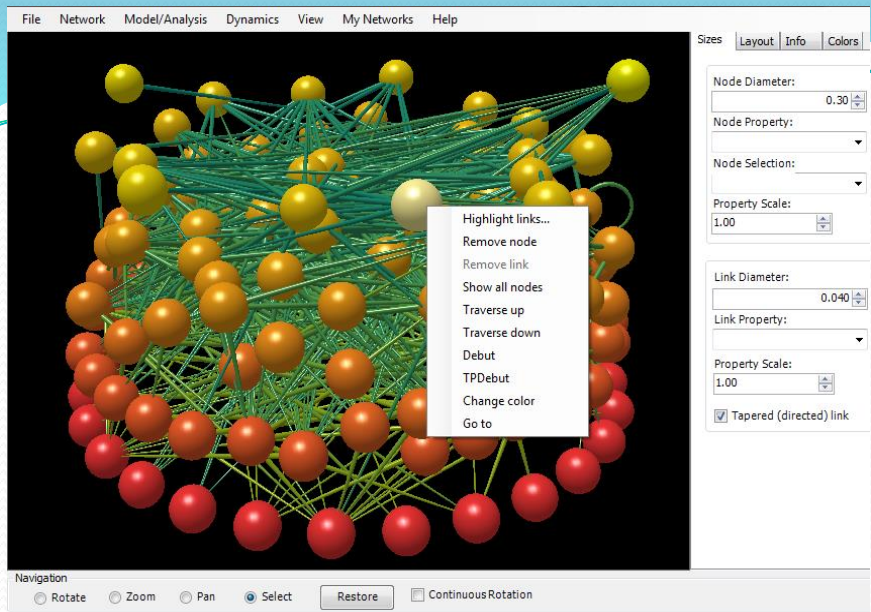 File Network Model/Analysis Dynamics View My Networks Help
Sizes Layout Info Colors
Node Diameter:
0.30
Node Property:
Node Selection:
Property Scale:
1.00
Link Diameter:
0.040
Link Property:
Property Scale:
1.00
Tapered (directed) link
Highlight links...
Remove node
Remove link
Show all nodes
Traverse up
Traverse down
Debut
TPDebut
Change color
Go to
Navigation
Rotate Zoom Pan Select Restore Continuous Rotation